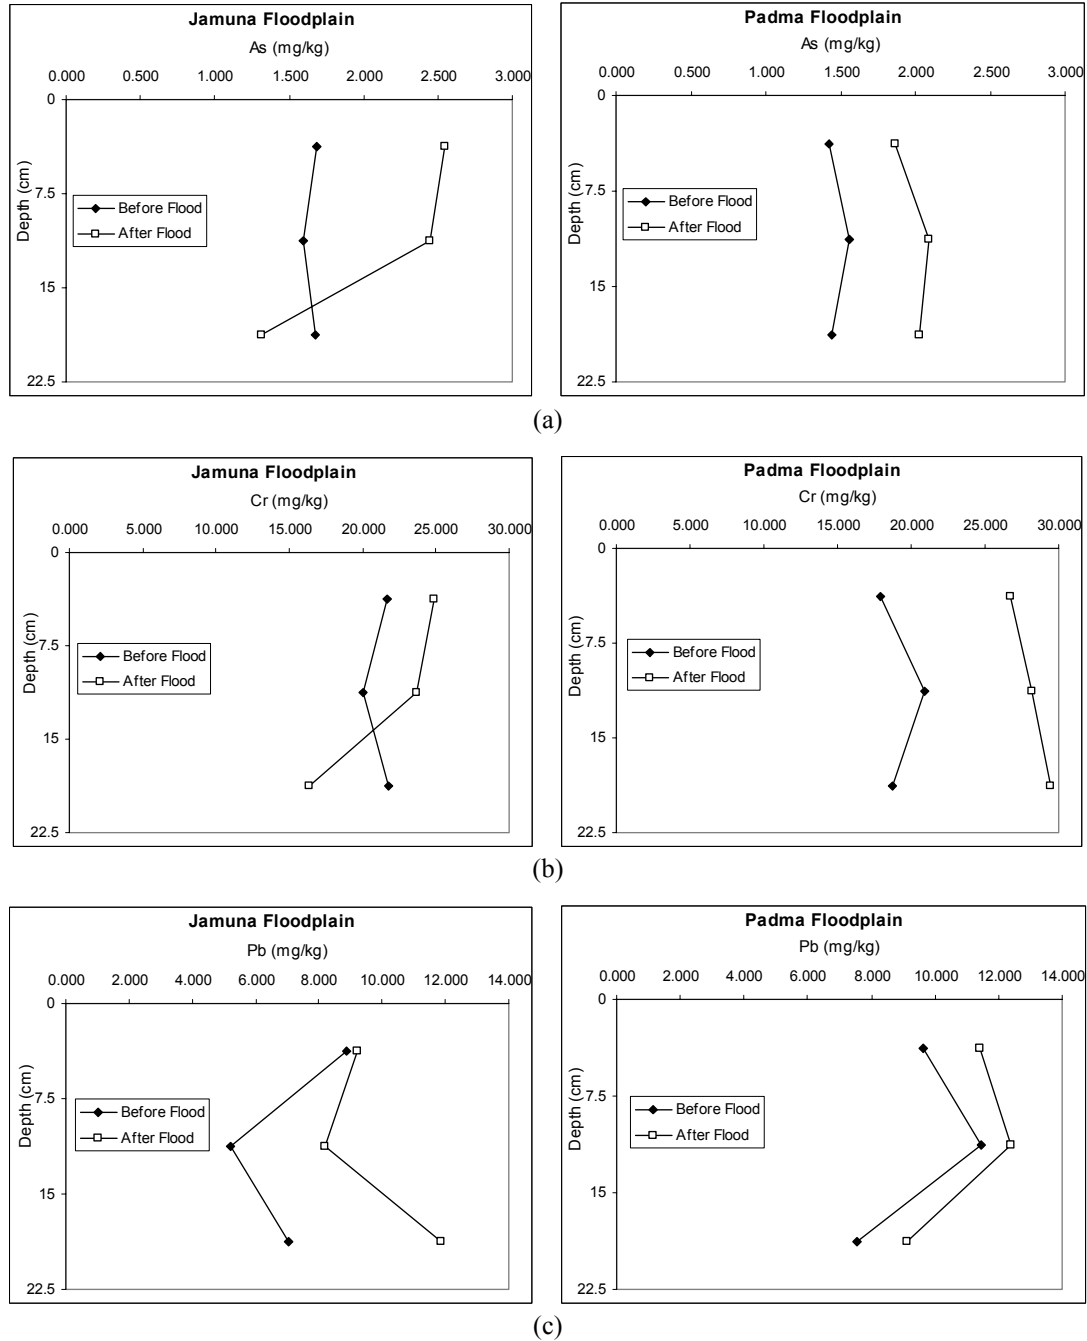 Jamuna Floodplain
As (mg/kg)
0.000 0.500 1.000 1.500 2.000 2.500 3.000
0
7.5
15
22.5
Depth (cm)
Before Flood
After Flood
Padma Floodplain
As (mg/kg)
0.000 0.500 1.000 1.500 2.000 2.500 3.000
0
7.5
15
22.5
Depth (cm)
Before Flood
After Flood
(a)
Jamuna Floodplain
Cr (mg/kg)
0.000 5.000 10.000 15.000 20.000 25.000 30.000
0
7.5
15
22.5
Depth (cm)
Before Flood
After Flood
Padma Floodplain
Cr (mg/kg)
0.000 5.000 10.000 15.000 20.000 25.000 30.000
0
7.5
15
22.5
Depth (cm)
Before Flood
After Flood
(b)
Jamuna Floodplain
Pb (mg/kg)
0.000 2.000 4.000 6.000 8.000 10.000 12.000 14.000
0
7.5
15
22.5
Depth (cm)
Before Flood
After Flood
Padma Floodplain
Pb (mg/kg)
0.000 2.000 4.000 6.000 8.000 10.000 12.000 14.000
0
7.5
15
22.5
Depth (cm)
Before Flood
After Flood
(c)